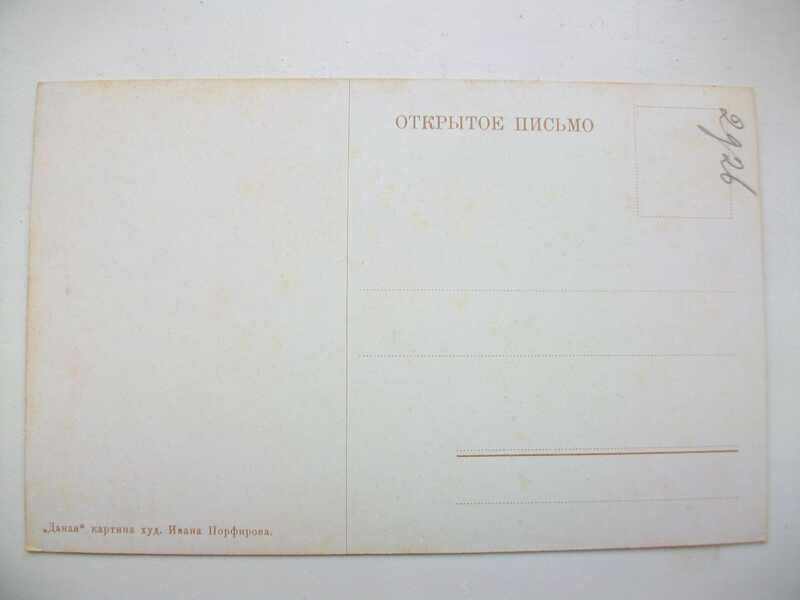 ОТКРЫТОЕ ПИСЬМО
2926
„Даная“ картина худ. Ивана Порфирова.